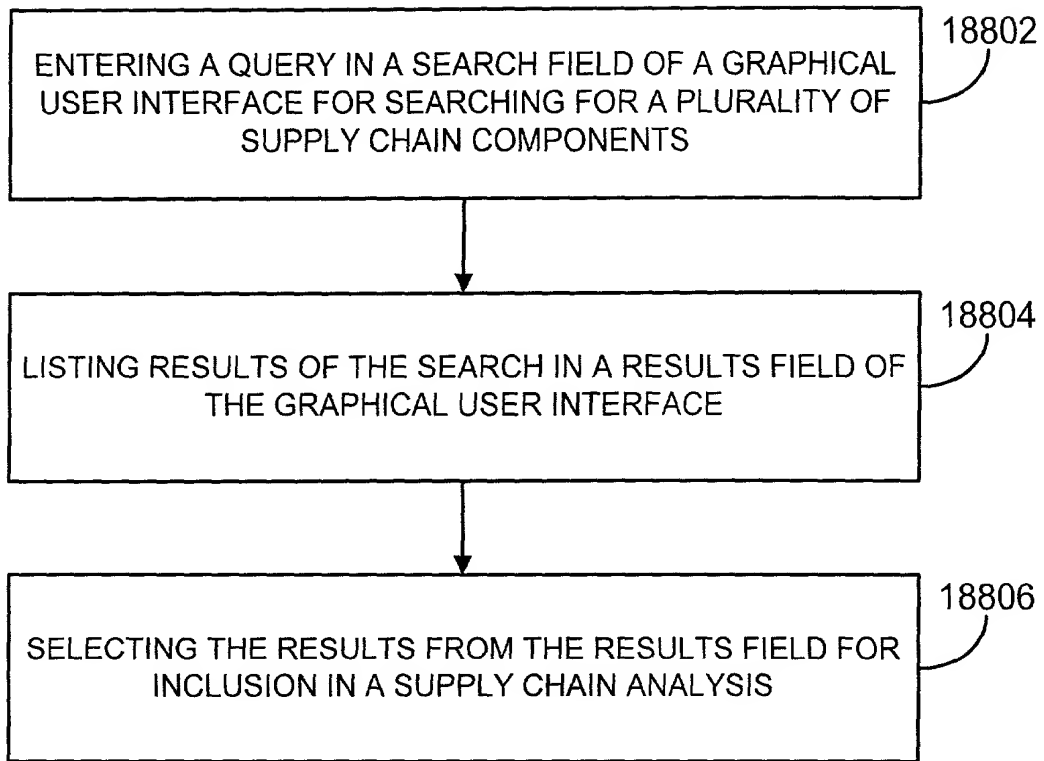 18802
ENTERING A QUERY IN A SEARCH FIELD OF A GRAPHICAL
USER INTERFACE FOR SEARCHING FOR A PLURALITY OF
SUPPLY CHAIN COMPONENTS
18804
LISTING RESULTS OF THE SEARCH IN A RESULTS FIELD OF
THE GRAPHICAL USER INTERFACE
18806
SELECTING THE RESULTS FROM THE RESULTS FIELD FOR
INCLUSION IN A SUPPLY CHAIN ANALYSIS